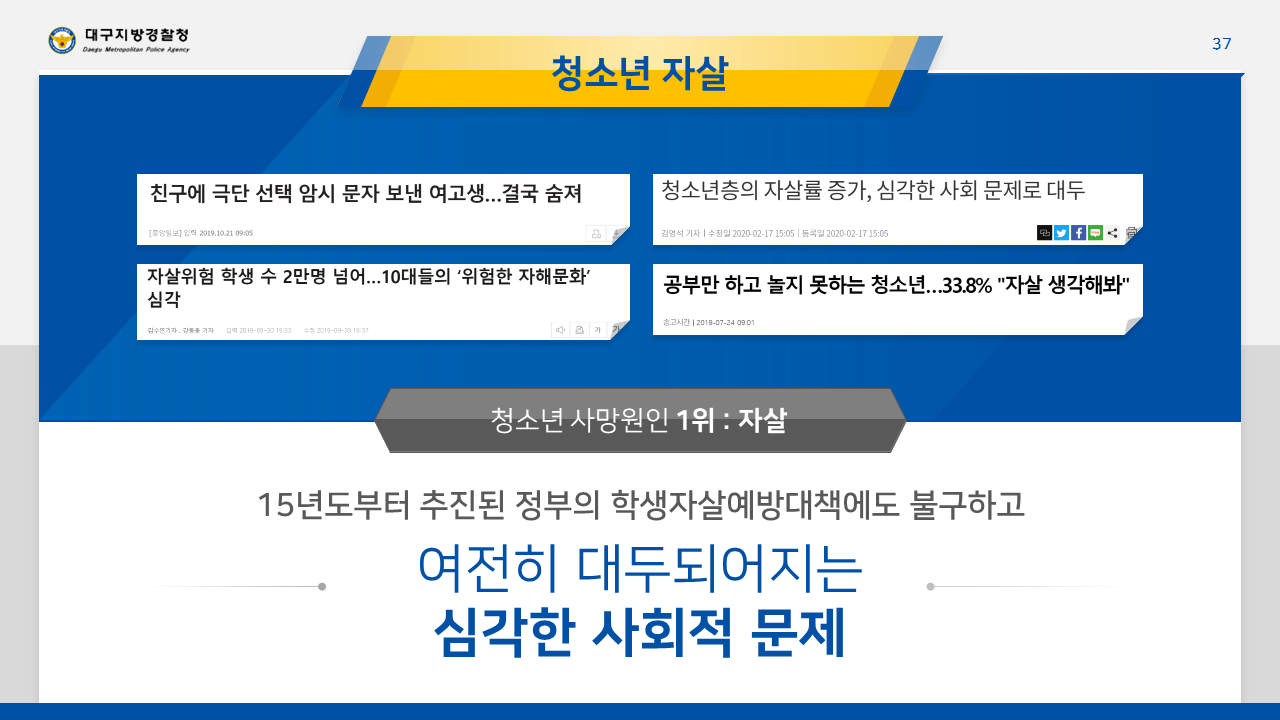 대구지방경찰청
Daegu Metropolitan Police Agency
37
청소년 자살
친구에 극단 선택 암시 문자 보낸 여고생...결국 숨져
[중앙일보] 입력 2019.10.21 09:05
청소년층의 자살률 증가, 심각한 사회 문제로 대두
김영석 기자 | 수정일 2020-02-17 15:05 | 등록일 2020-02-17 15:05
자살위험 학생 수 2만명 넘어...10대들의 ‘위험한 자해문화’
심각
입력 2019-09-30 19:33 수정 2019-09-30 19:37
가
공부만 하고 놀지 못하는 청소년...33.8% "자살 생각해봐"
송고시간 | 2019-07-24 09:01
청소년 사망원인 1위 : 자살
15년도부터 추진된 정부의 학생자살예방대책에도 불구하고
여전히 대두되어지는
심각한 사회적 문제